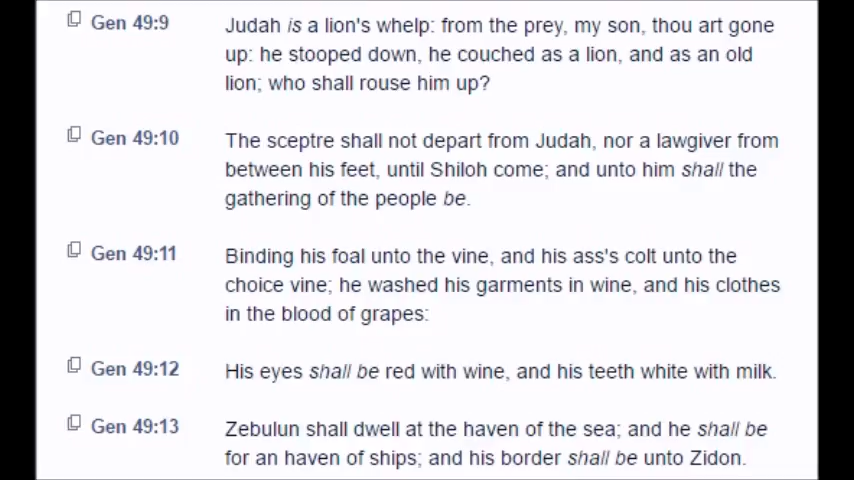 Gen 49:9 Judah is a lion's whelp: from the prey, my son, thou art gone
up: he stooped down, he couched as a lion, and as an old
lion; who shall rouse him up?
Gen 49:10 The sceptre shall not depart from Judah, nor a lawgiver from
between his feet, until Shiloh come; and unto him shall the
gathering of the people be.
Gen 49:11 Binding his foal unto the vine, and his ass's colt unto the
choice vine; he washed his garments in wine, and his clothes
in the blood of grapes:
Gen 49:12 His eyes shall be red with wine, and his teeth white with milk.
Gen 49:13 Zebulun shall dwell at the haven of the sea; and he shall be
for an haven of ships; and his border shall be unto Zidon.